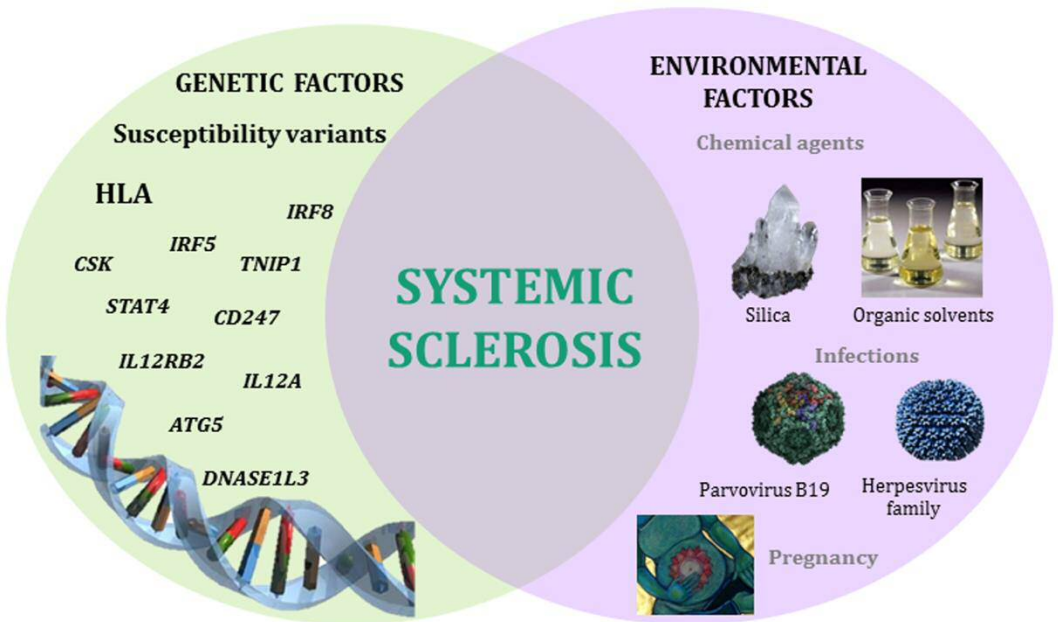 GENETIC FACTORS
Susceptibility variants
HLA
IRF8
IRF5
CSK
TNIP1
STAT4
CD247
IL12RB2
IL12A
ATG5
DNASE1L3
SYSTEMIC
SCLEROSIS
ENVIRONMENTAL
FACTORS
Chemical agents
Silica
Organic solvents
Infections
Parvovirus B19
Herpesvirus
family
Pregnancy